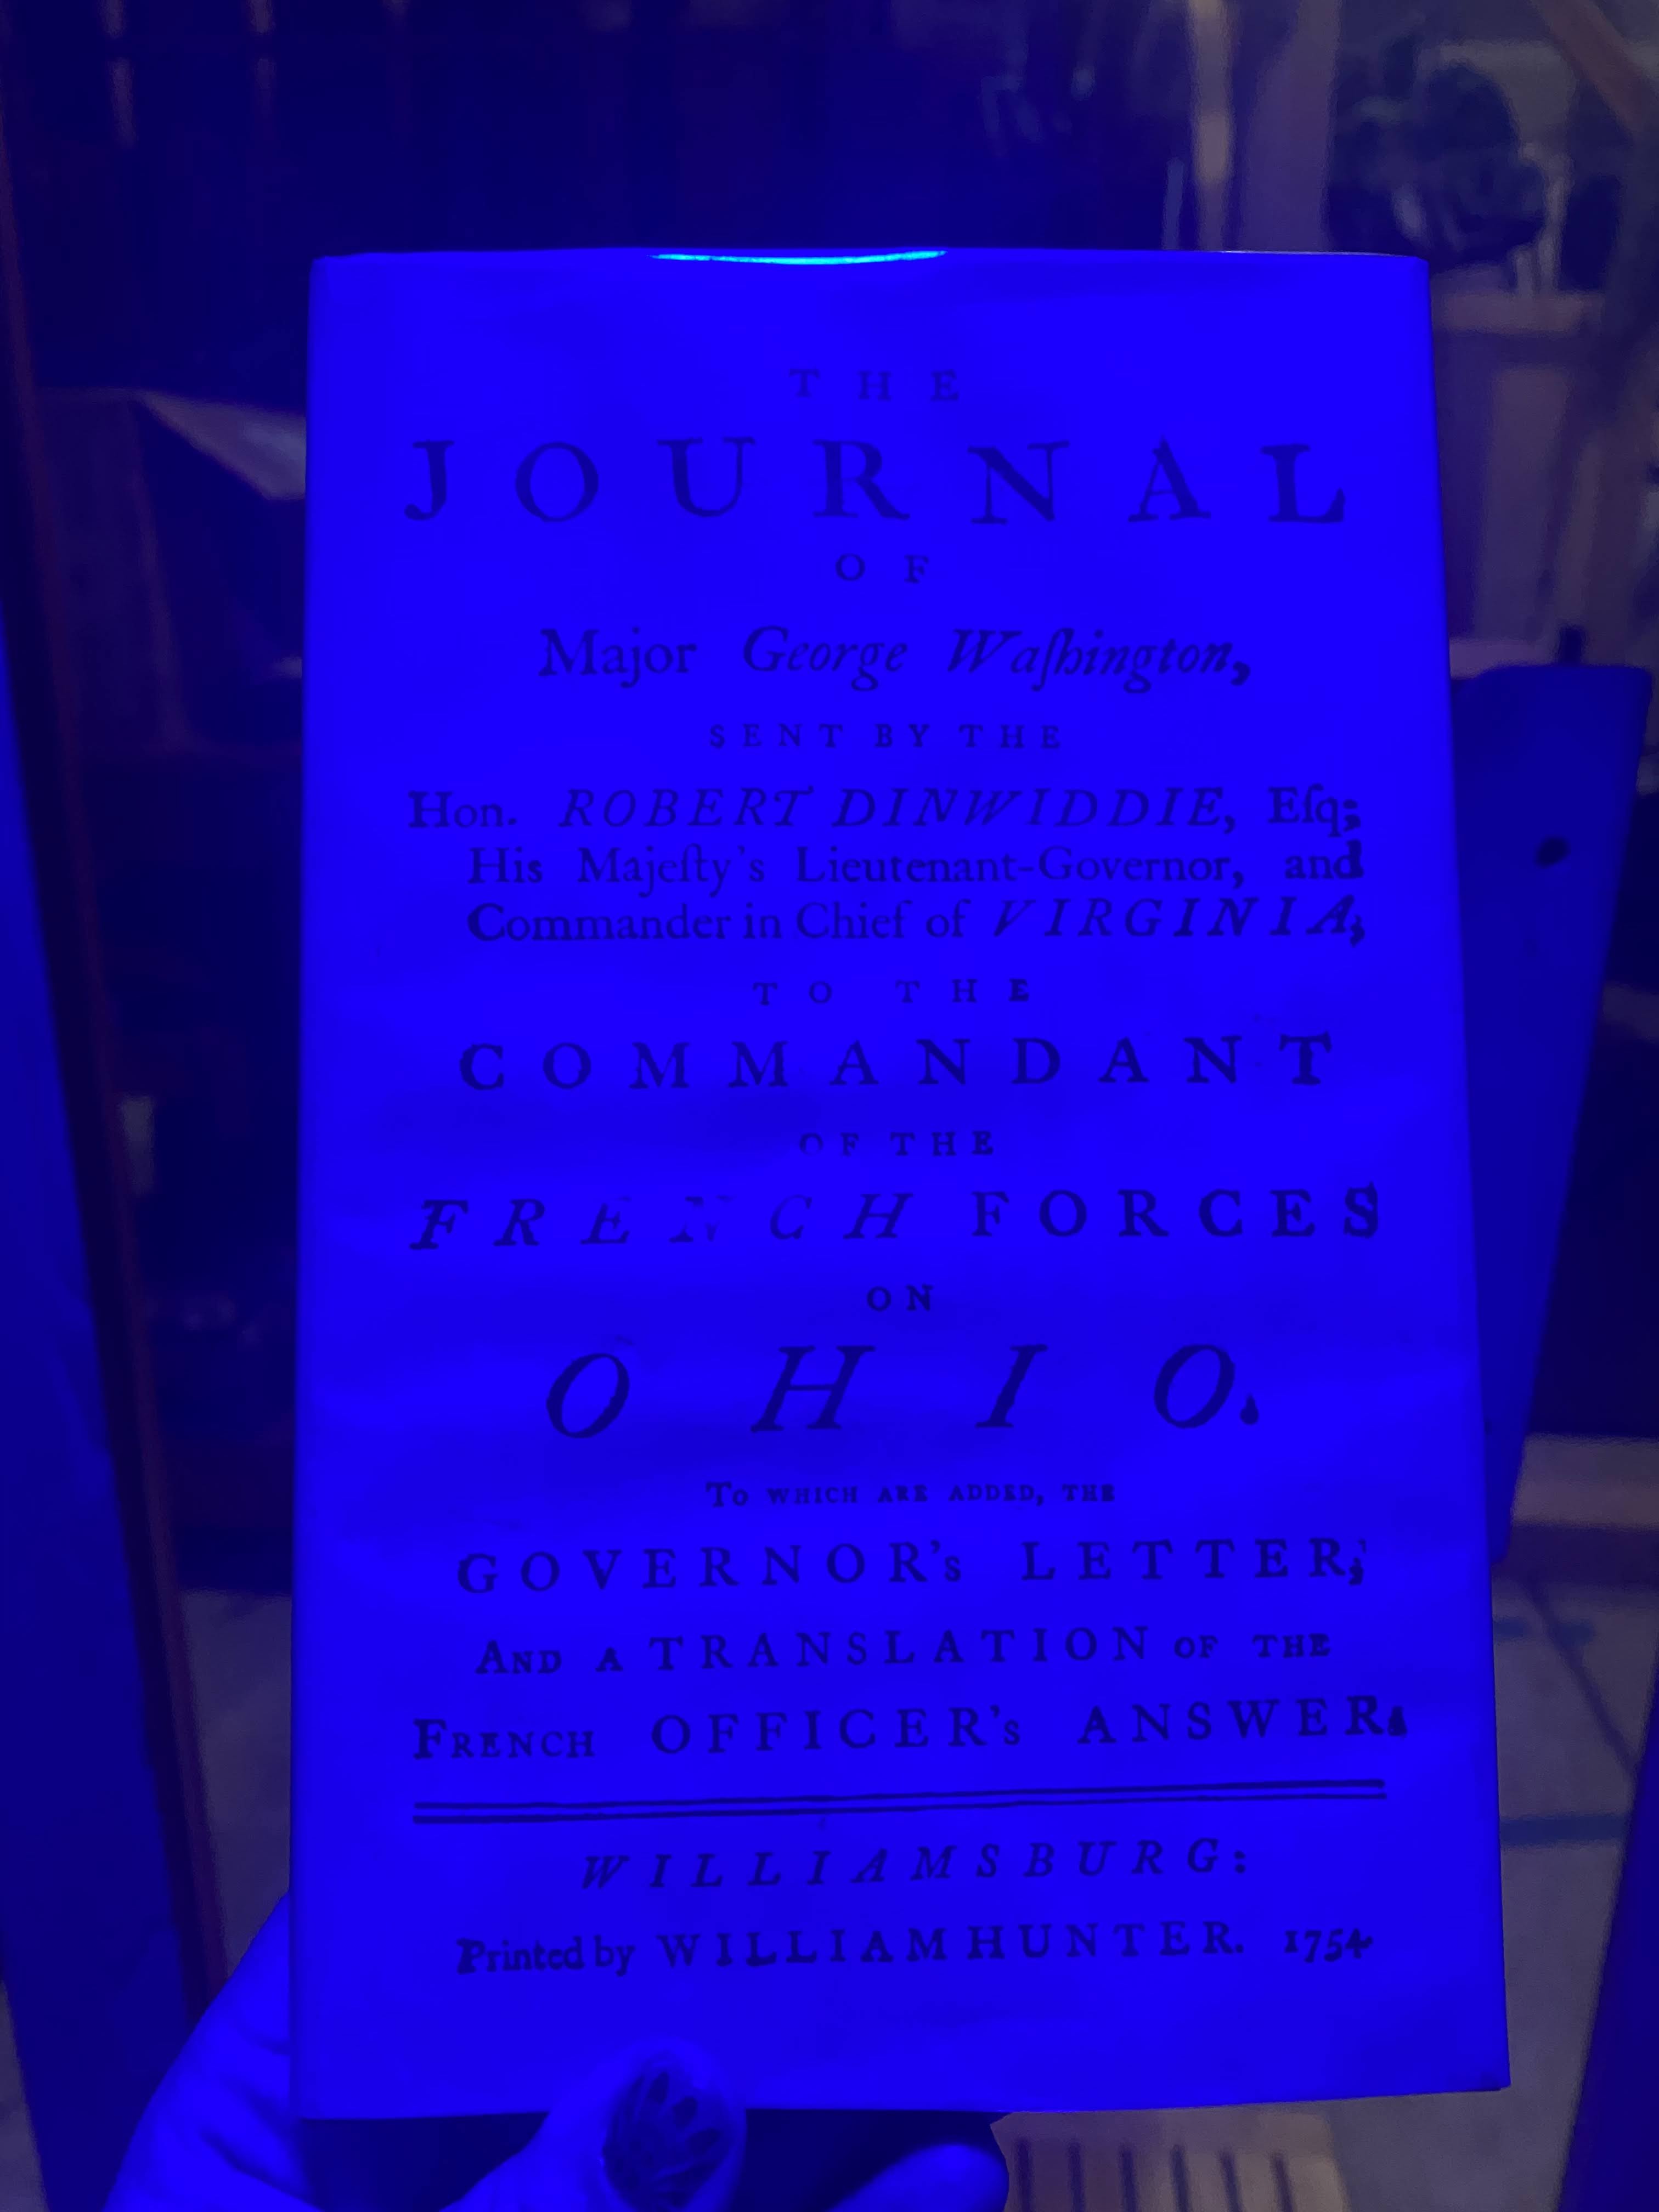 THE
JOURNAL
OF
Major George Waſhington,
SENT BY THE
Hon. ROBERT DINWIDDIE, Eſq;
His Majeſty's Lieutenant-Governor, and
Commander in Chief of VIRGINIA,
TO THE
COMMANDANT
OF THE
FRENCH FORCES
ON
OHIO.
To WHICH ARE ADDED, THE
GOVERNOR's LETTER;
AND A TRANSLATION OF THE
FRENCH OFFICER's ANSWER.
WILLIAMSBURG:
Printed by WILLIAM HUNTER. 1754